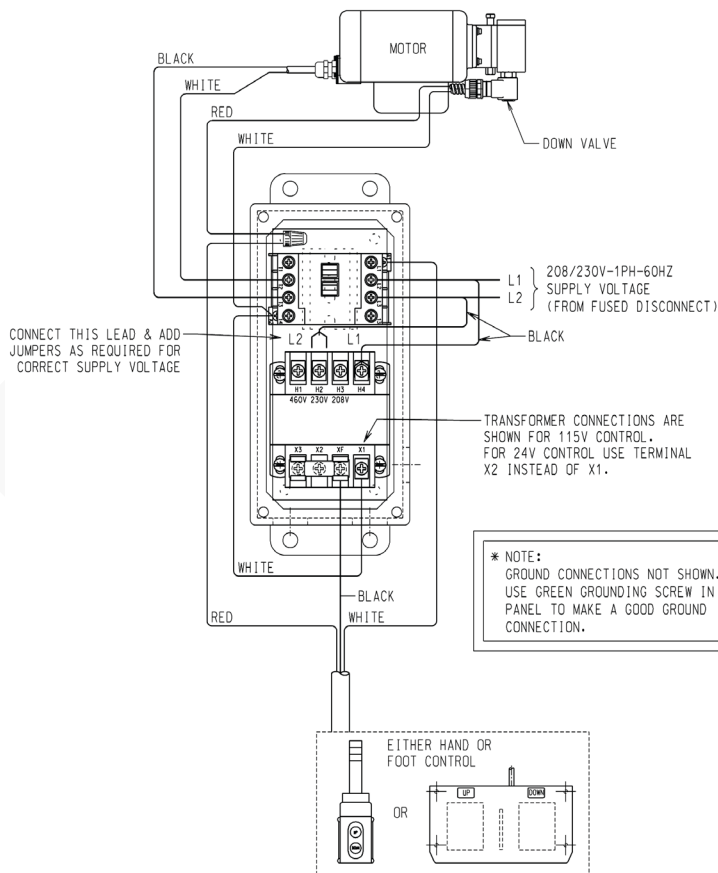 MOTOR
BLACK
WHITE
RED
WHITE
DOWN VALVE
L1
L2
208/230V-1PH-60HZ
SUPPLY VOLTAGE
(FROM FUSED DISCONNECT)
BLACK
CONNECT THIS LEAD & ADD
JUMPERS AS REQUIRED FOR
CORRECT SUPPLY VOLTAGE
L2 L1
H1 H2 H3 H4
460V 230V 208V
TRANSFORMER CONNECTIONS ARE
SHOWN FOR 115V CONTROL.
FOR 24V CONTROL USE TERMINAL
X2 INSTEAD OF X1.
X3 X2 XF X1
* NOTE:
GROUND CONNECTIONS NOT SHOWN.
USE GREEN GROUNDING SCREW IN
PANEL TO MAKE A GOOD GROUND
CONNECTION.
WHITE
BLACK
RED
WHITE
EITHER HAND OR
FOOT CONTROL
OR
UP
DOWN